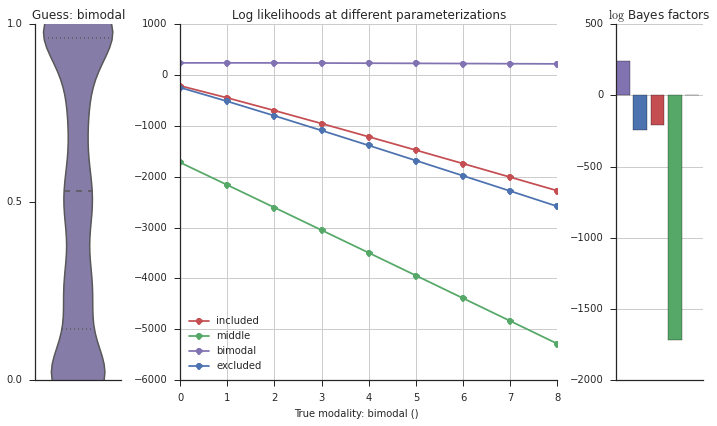 Guess: bimodal
1.0
0.5
0.0
Log likelihoods at different parameterizations
1000
0
−1000
−2000
−3000
−4000
−5000
−6000
included
middle
bimodal
excluded
0 1 2 3 4 5 6 7 8
True modality: bimodal ()
log Bayes factors
500
0
−500
−1000
−1500
−2000